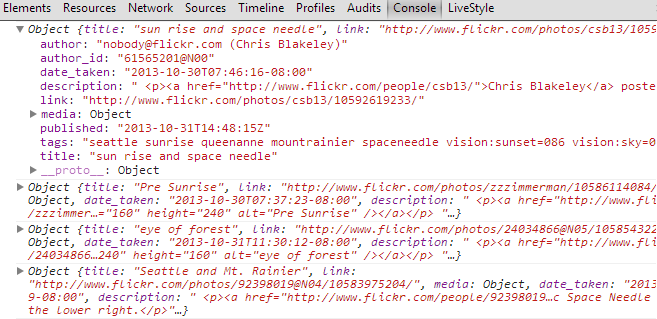 Elements Resources Network Sources Timeline Profiles Audits Console LiveStyle
▼ Object {title: "sun rise and space needle", link: "http://www.flickr.com/photos/csb13/1059
author: "nobody@flickr.com (Chris Blakeley)"
author_id: "61565201@N00"
date_taken: "2013-10-30T07:46:16-08:00"
description: " <p><a href="http://www.flickr.com/people/csb13/">Chris Blakeley</a> poste
link: "http://www.flickr.com/photos/csb13/10592619233/"
▶ media: Object
published: "2013-10-31T14:48:15Z"
tags: "seattle sunrise queenanne mountrainier spaceneedle vision:sunset=086 vision:sky=0
title: "sun rise and space needle"
▶ __proto__: Object
▶ Object {title: "Pre Sunrise", link: "http://www.flickr.com/photos/zzzimmerman/10586114084/
Object, date_taken: "2013-10-30T07:37:23-08:00", description: " <p><a href="http://www.f
/zzzimmer…="160" height="240" alt="Pre Sunrise" /></a></p> "…}
▶ Object {title: "eye of forest", link: "http://www.flickr.com/photos/24034866@N05/105854322
Object, date_taken: "2013-10-31T11:30:12-08:00", description: " <p><a href="http://www.f
/24034866…240" height="160" alt="eye of forest" /></a></p> "…}
▶ Object {title: "Seattle and Mt. Rainier", link:
"http://www.flickr.com/photos/92398019@N04/10583975204/", media: Object, date_taken: "2013
9-08:00", description: " <p><a href="http://www.flickr.com/people/92398019…c Space Needle
the lower right.</p>"…}